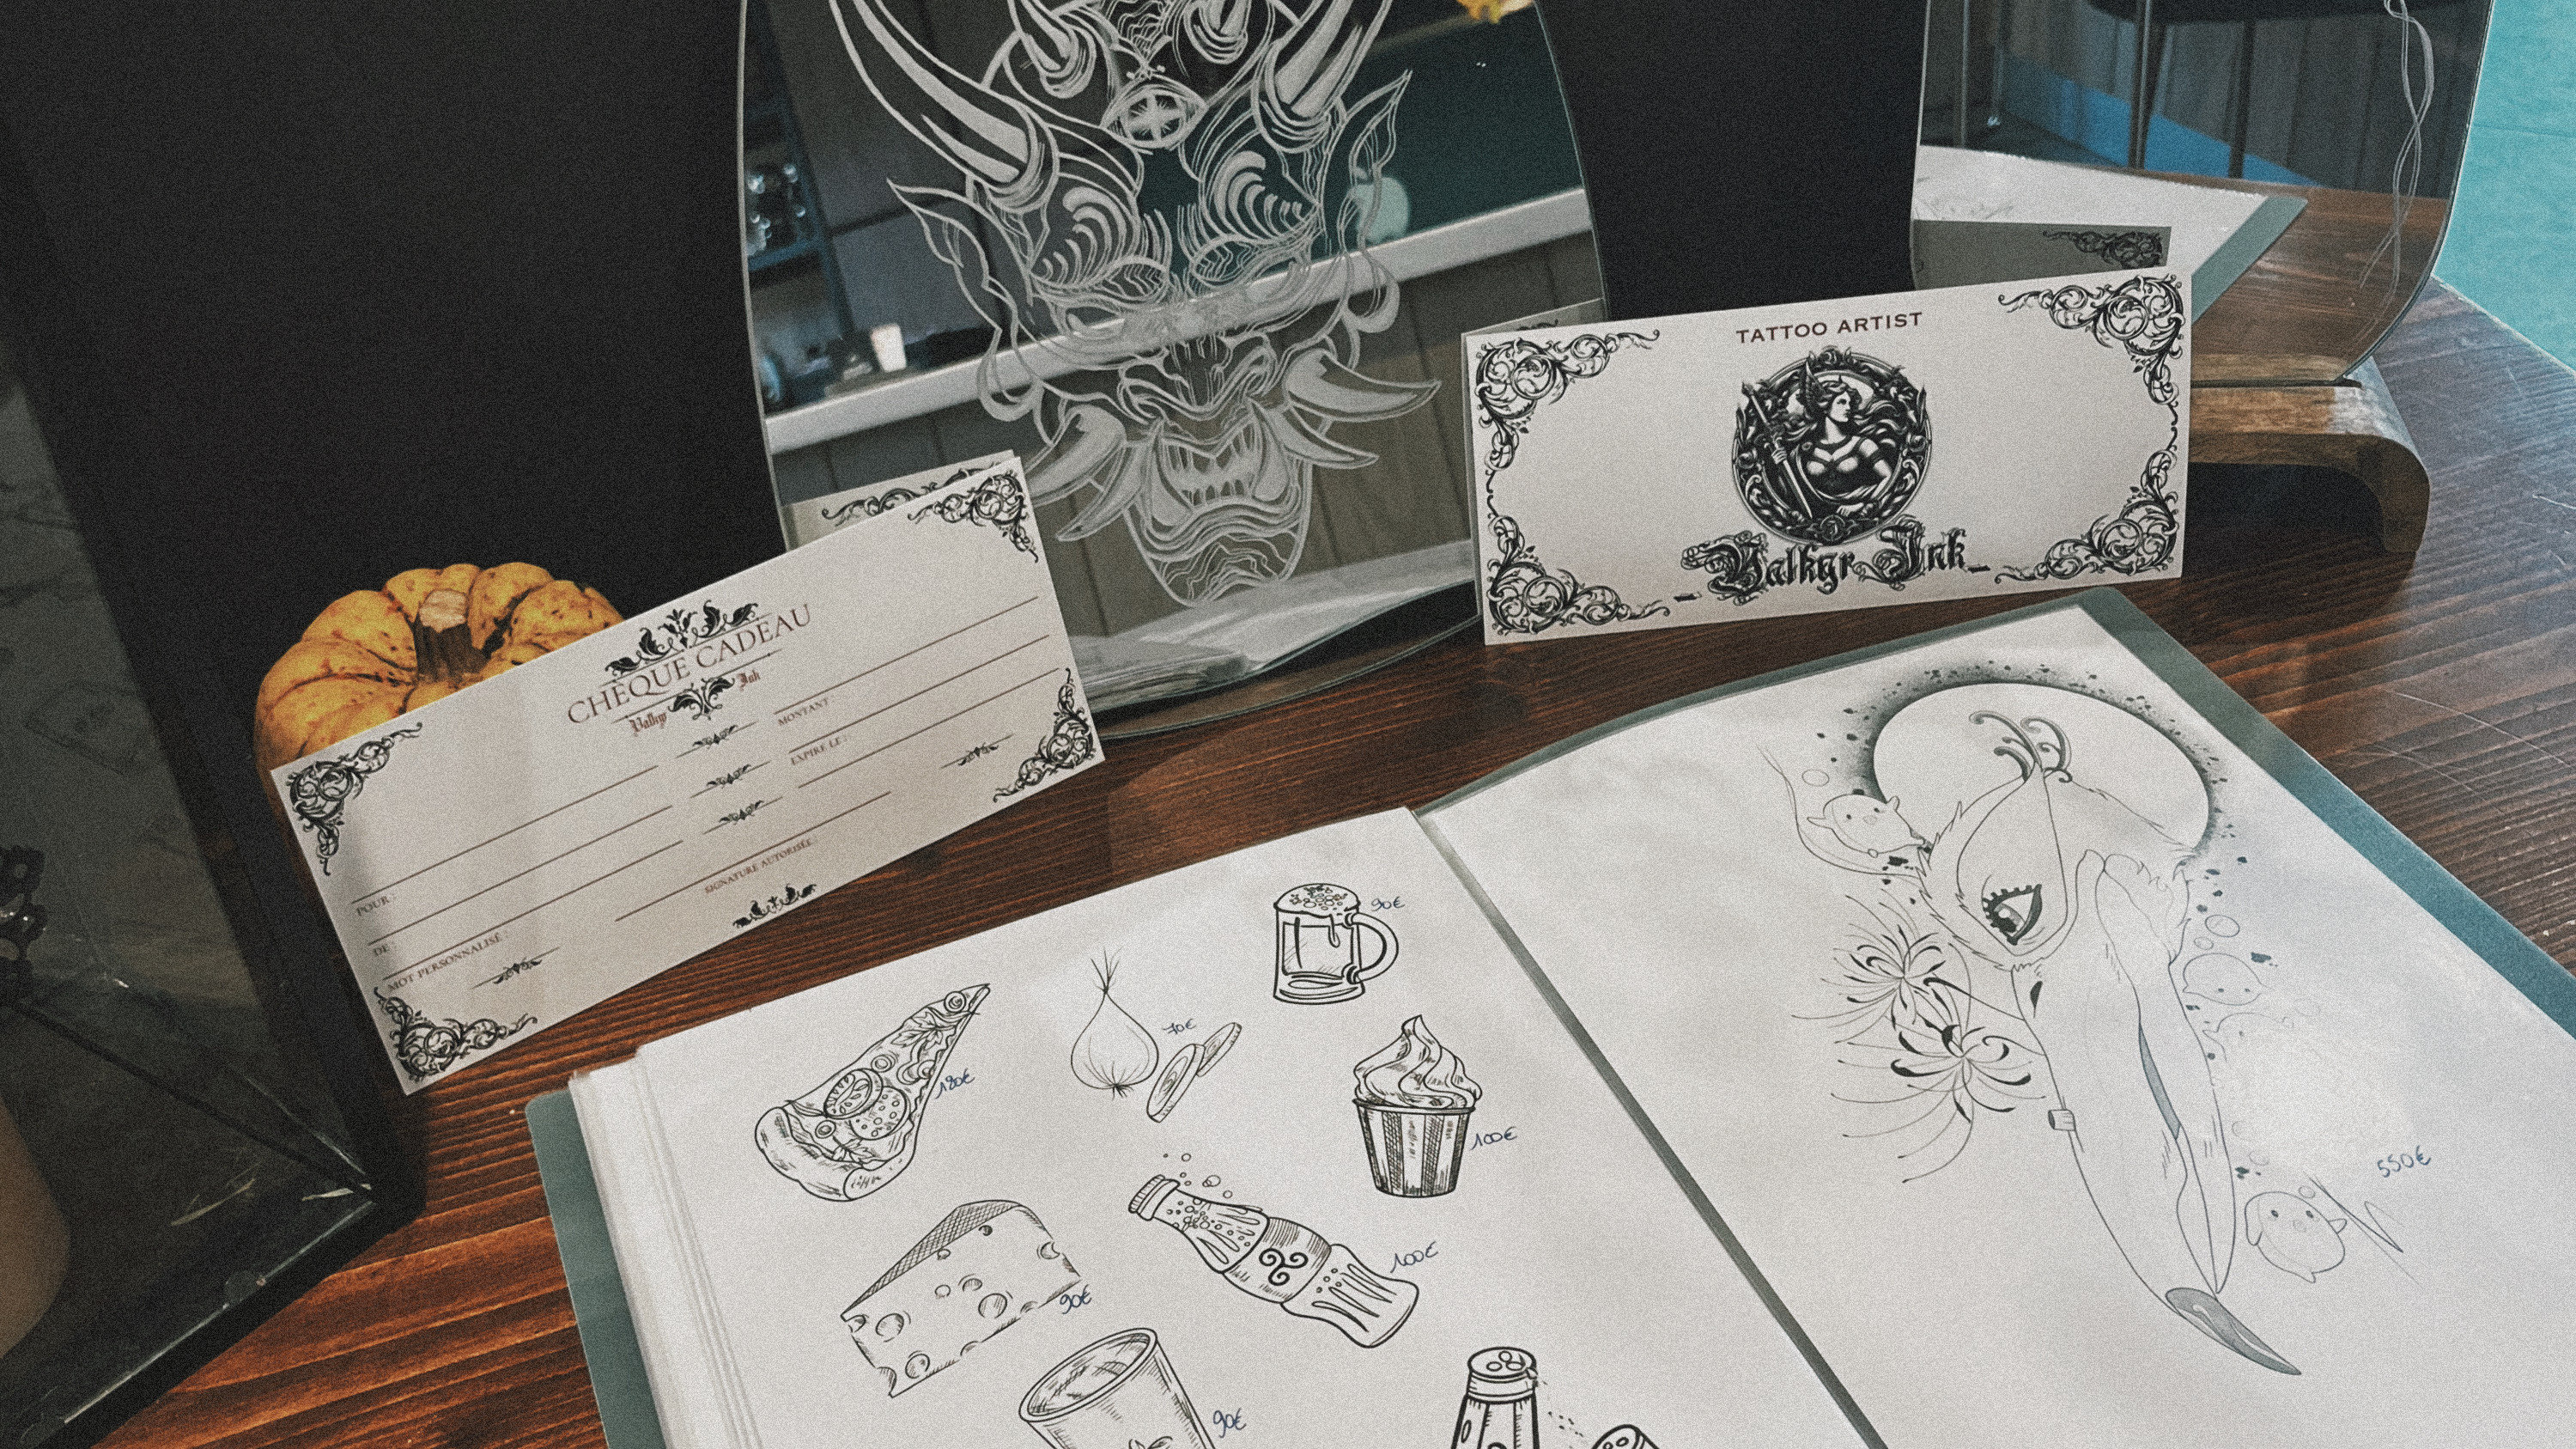 TATTOO ARTIST
Valkyr Ink
CHÈQUE CADEAU
Valkyr Ink
POUR :
DE :
MOT PERSONNALISÉ :
MONTANT
EXPIRE LE :
SIGNATURE AUTORISÉE :
90€
70€
180€
100€
100€
90€
90€
550€